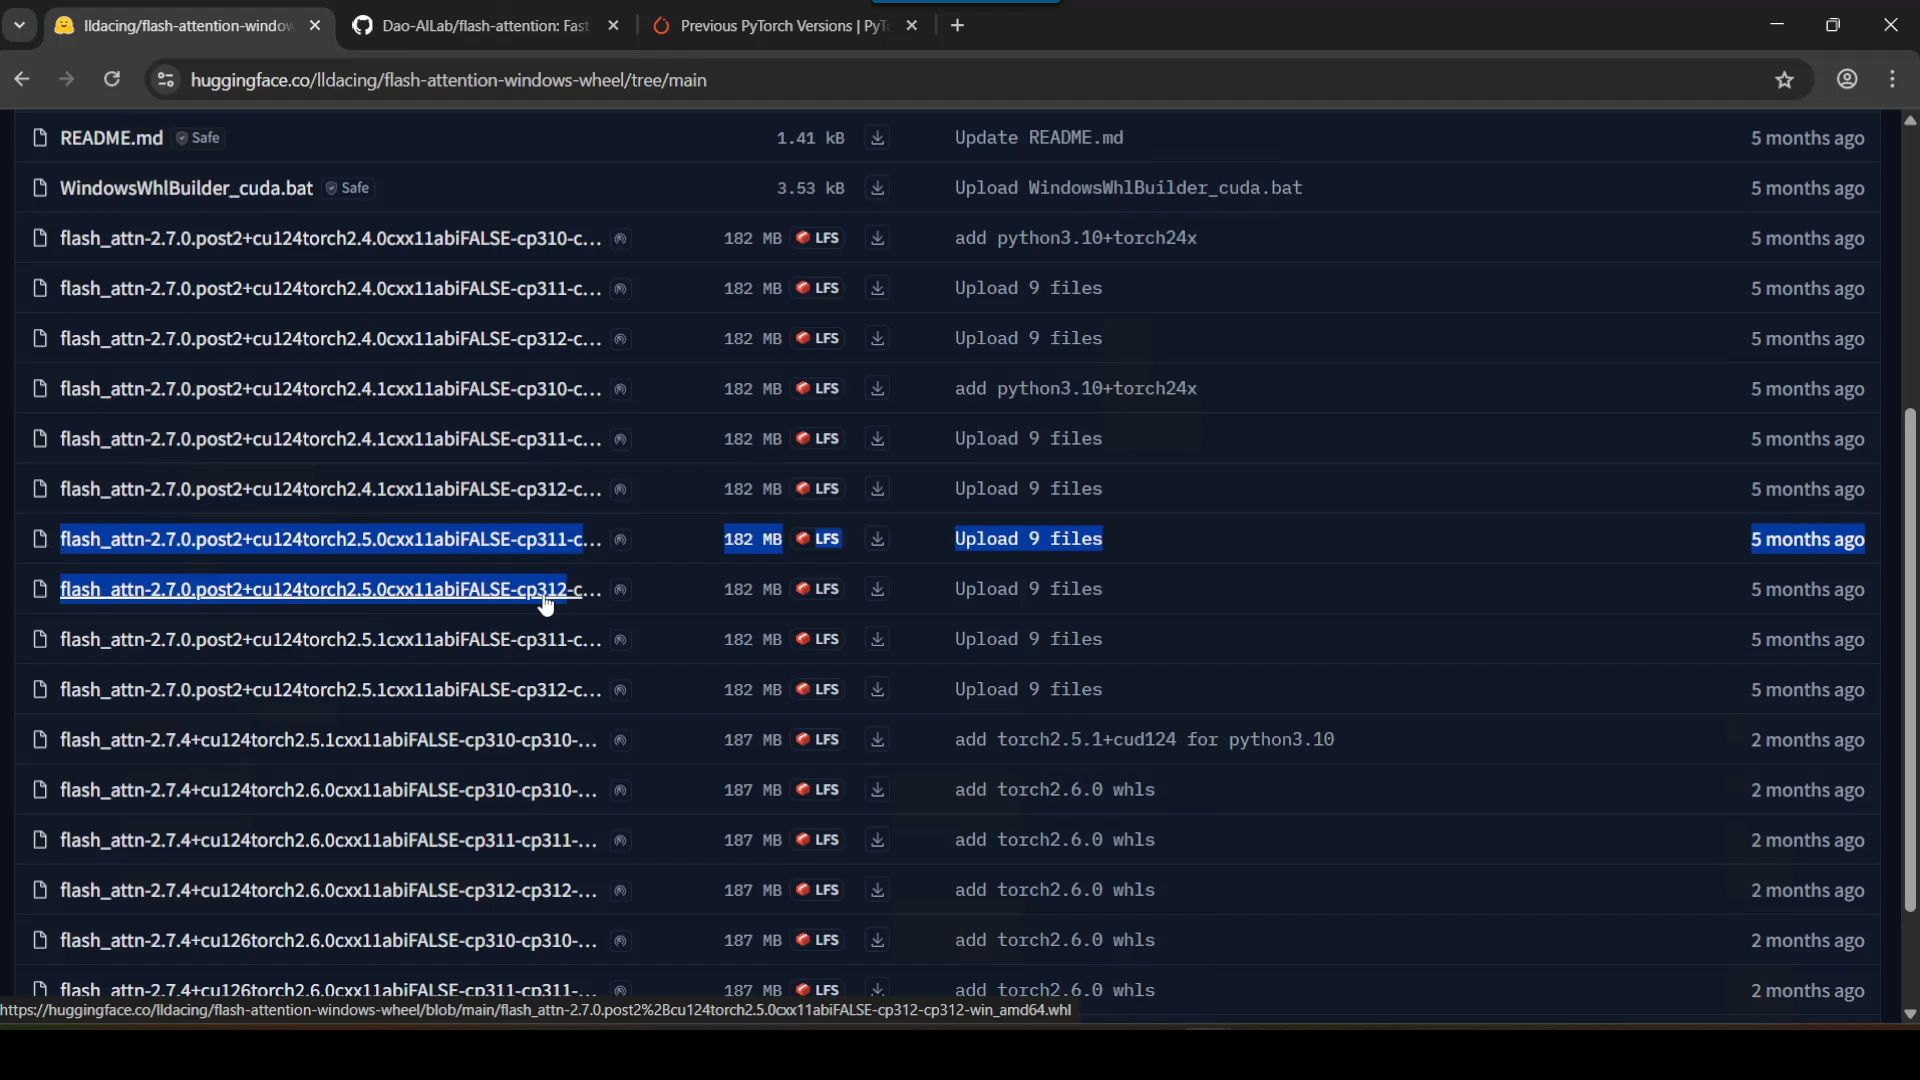 lldacing/flash-attention-windov
Dao-AILab/flash-attention: Fast
Previous PyTorch Versions | PyT
huggingface.co/lldacing/flash-attention-windows-wheel/tree/main
README.md Safe 1.41 kB Update README.md 5 months ago
WindowsWhlBuilder_cuda.bat Safe 3.53 kB Upload WindowsWhlBuilder_cuda.bat 5 months ago
flash_attn-2.7.0.post2+cu124torch2.4.0cxx11abiFALSE-cp310-c... 182 MB LFS add python3.10+torch24x 5 months ago
flash_attn-2.7.0.post2+cu124torch2.4.0cxx11abiFALSE-cp311-c... 182 MB LFS Upload 9 files 5 months ago
flash_attn-2.7.0.post2+cu124torch2.4.0cxx11abiFALSE-cp312-c... 182 MB LFS Upload 9 files 5 months ago
flash_attn-2.7.0.post2+cu124torch2.4.1cxx11abiFALSE-cp310-c... 182 MB LFS add python3.10+torch24x 5 months ago
flash_attn-2.7.0.post2+cu124torch2.4.1cxx11abiFALSE-cp311-c... 182 MB LFS Upload 9 files 5 months ago
flash_attn-2.7.0.post2+cu124torch2.4.1cxx11abiFALSE-cp312-c... 182 MB LFS Upload 9 files 5 months ago
flash_attn-2.7.0.post2+cu124torch2.5.0cxx11abiFALSE-cp311-c... 182 MB LFS Upload 9 files 5 months ago
flash_attn-2.7.0.post2+cu124torch2.5.0cxx11abiFALSE-cp312-c... 182 MB LFS Upload 9 files 5 months ago
flash_attn-2.7.0.post2+cu124torch2.5.1cxx11abiFALSE-cp311-c... 182 MB LFS Upload 9 files 5 months ago
flash_attn-2.7.0.post2+cu124torch2.5.1cxx11abiFALSE-cp312-c... 182 MB LFS Upload 9 files 5 months ago
flash_attn-2.7.4+cu124torch2.5.1cxx11abiFALSE-cp310-cp310-... 187 MB LFS add torch2.5.1+cud124 for python3.10 2 months ago
flash_attn-2.7.4+cu124torch2.6.0cxx11abiFALSE-cp310-cp310-... 187 MB LFS add torch2.6.0 whls 2 months ago
flash_attn-2.7.4+cu124torch2.6.0cxx11abiFALSE-cp311-cp311-... 187 MB LFS add torch2.6.0 whls 2 months ago
flash_attn-2.7.4+cu124torch2.6.0cxx11abiFALSE-cp312-cp312-... 187 MB LFS add torch2.6.0 whls 2 months ago
flash_attn-2.7.4+cu126torch2.6.0cxx11abiFALSE-cp310-cp310-... 187 MB LFS add torch2.6.0 whls 2 months ago
flash_attn-2.7.4+cu126torch2.6.0cxx11abiFALSE-cp311-cp311-... 187 MB LFS add torch2.6.0 whls 2 months ago
https://huggingface.co/lldacing/flash-attention-windows-wheel/blob/main/flash_attn-2.7.0.post2%2Bcu124torch2.5.0cxx11abiFALSE-cp312-cp312-win_amd64.whl